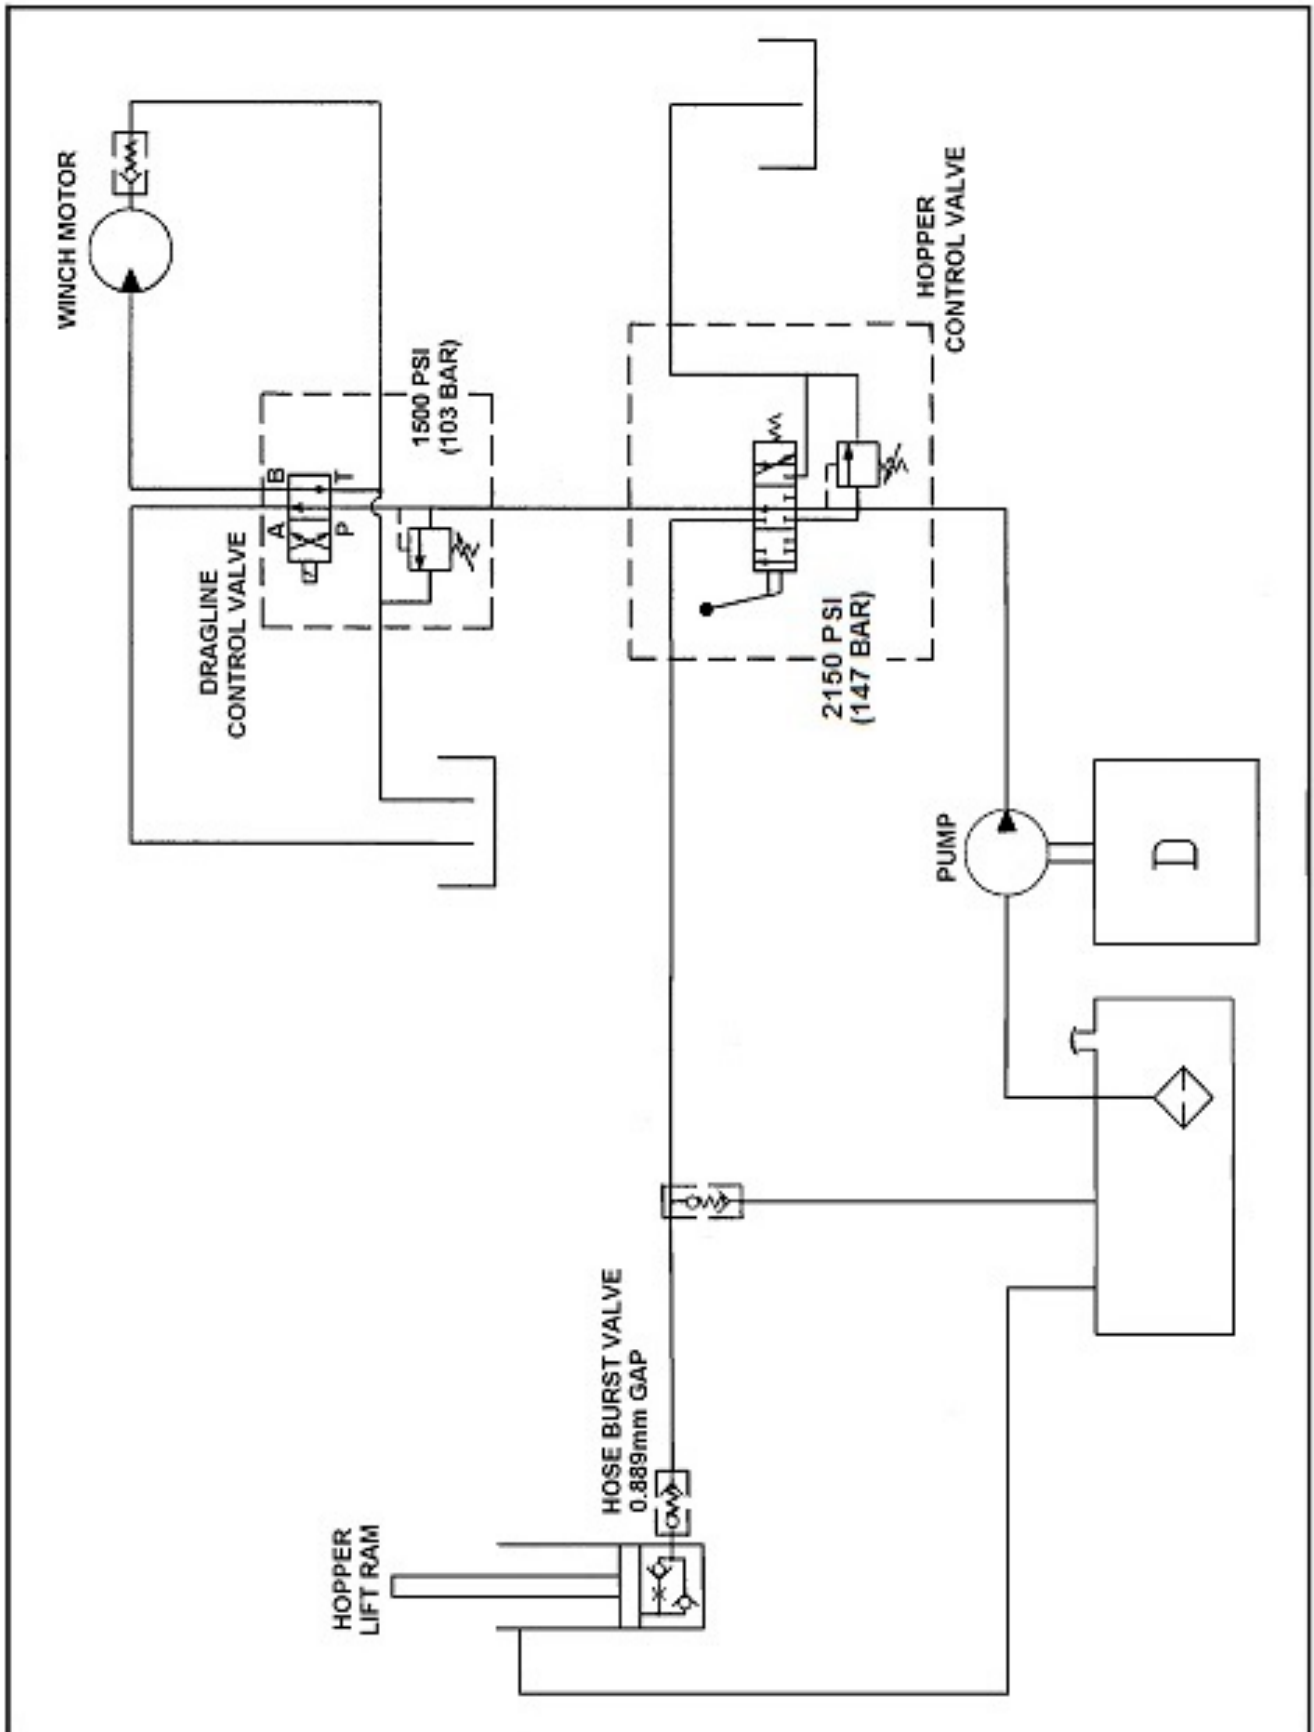 WINCH MOTOR
DRAGLINE
CONTROL VALVE
A B
P T
1500 PSI
(103 BAR)
HOPPER
CONTROL VALVE
2150 PSI
(147 BAR)
PUMP
D
HOSE BURST VALVE
0.889mm GAP
HOPPER
LIFT RAM